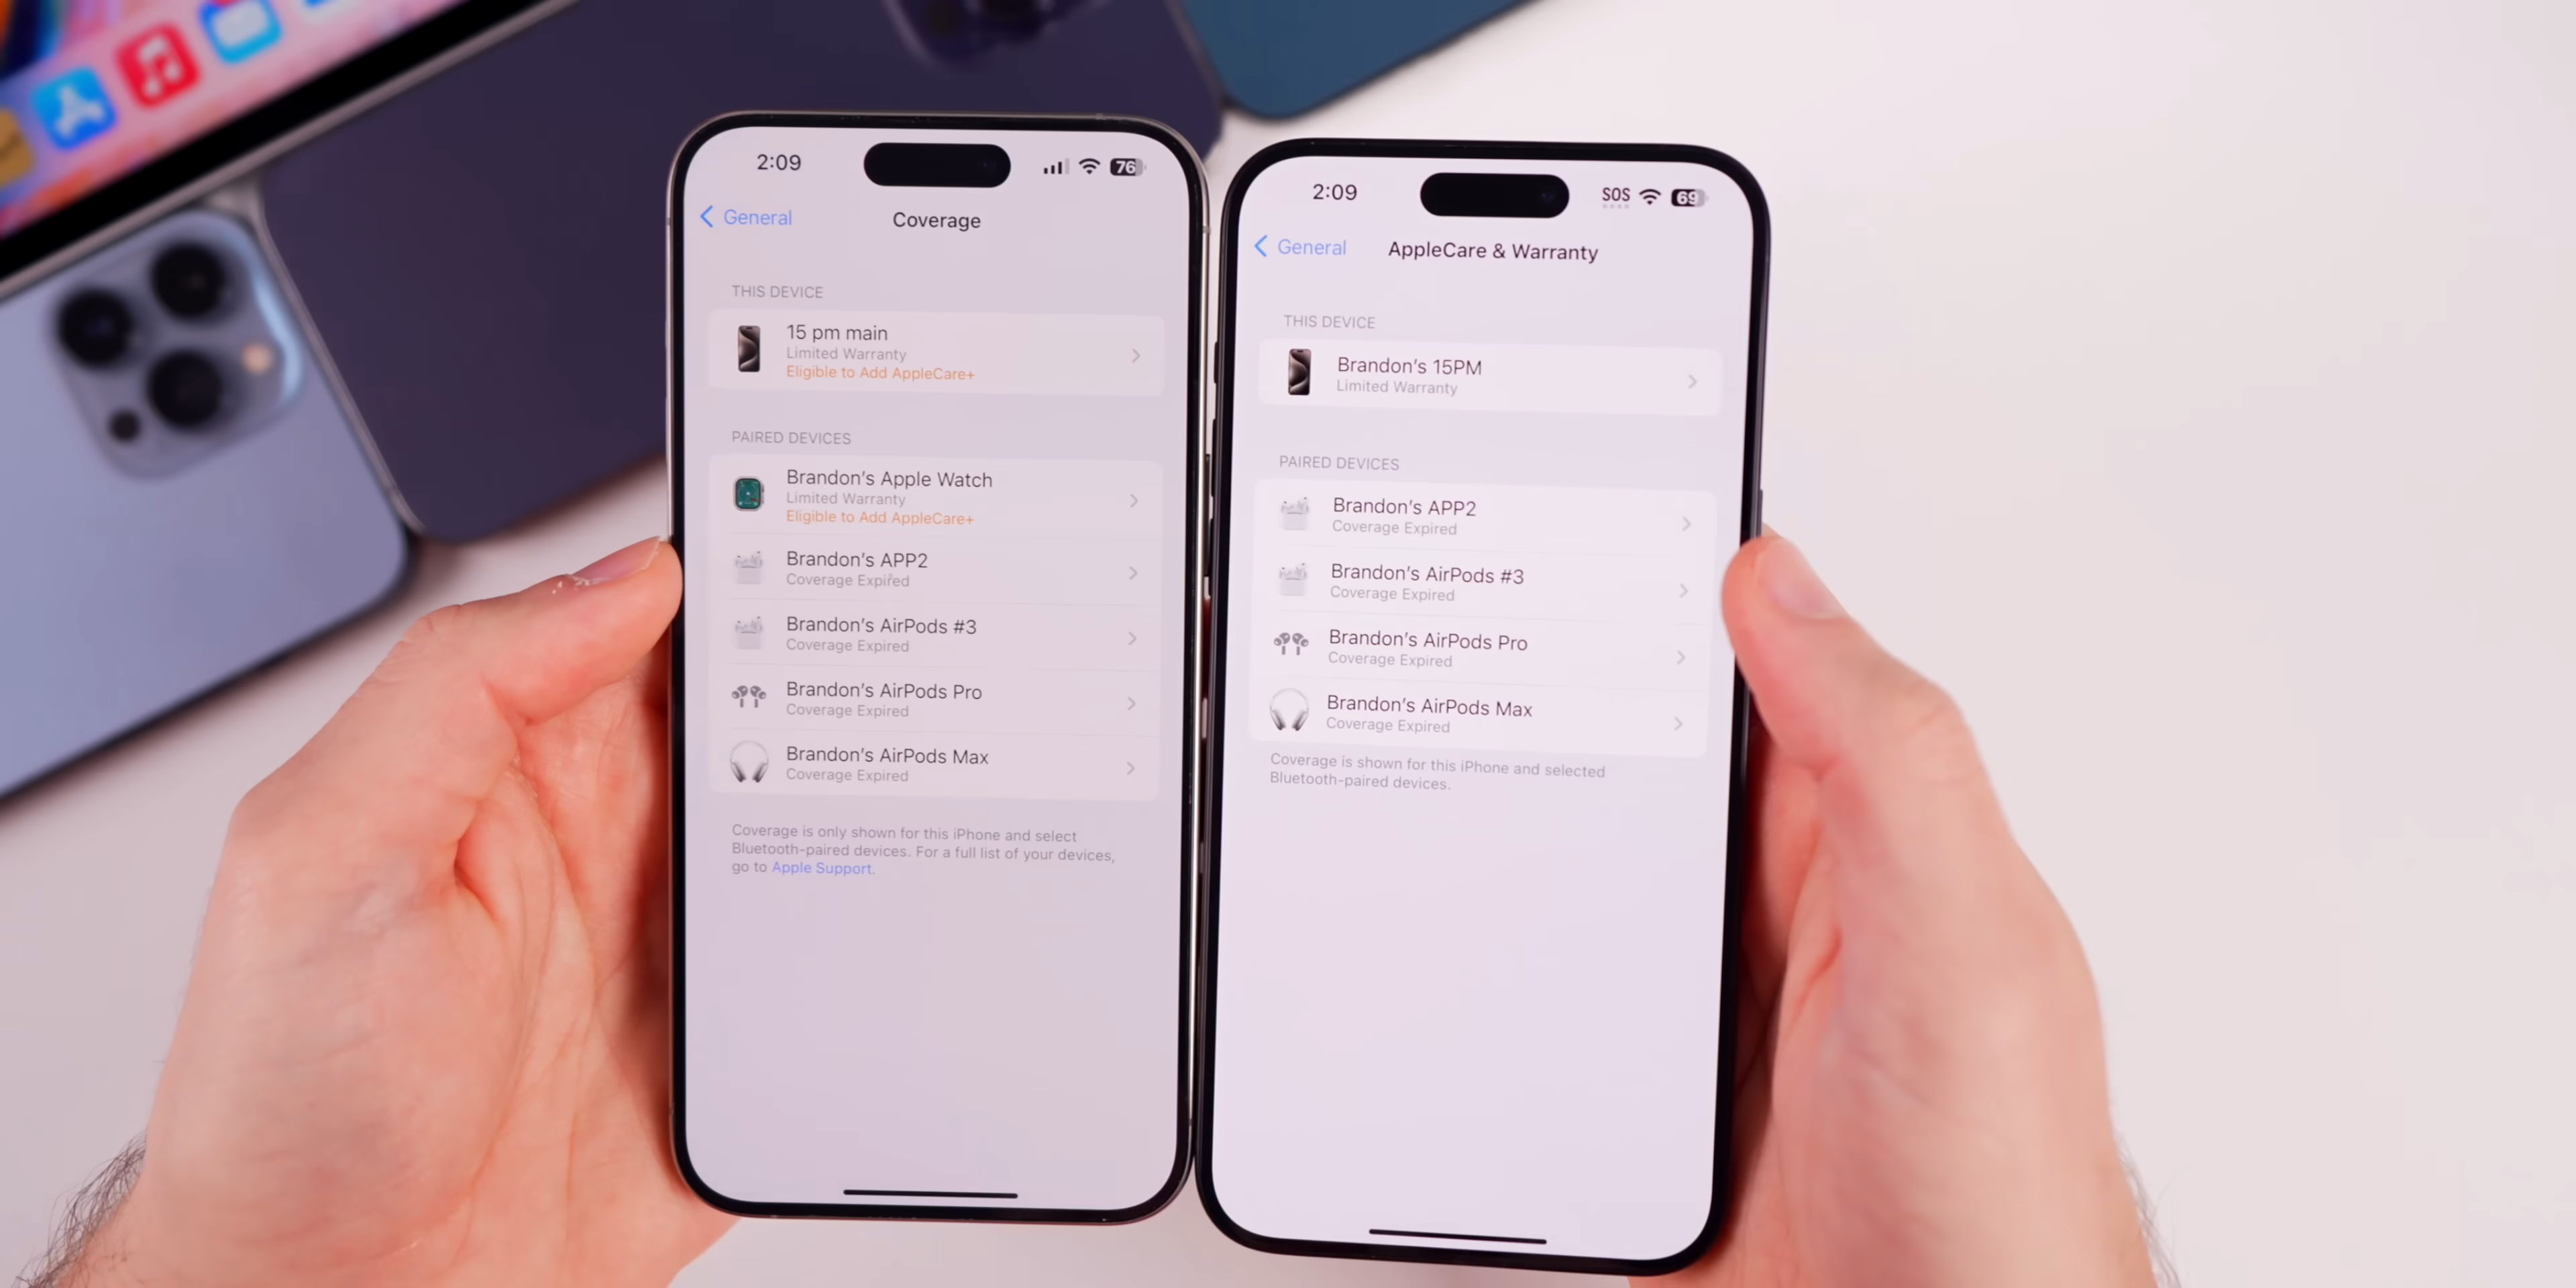 2:09
76
General
Coverage
THIS DEVICE
15 pm main
Limited Warranty
Eligible to Add AppleCare+
PAIRED DEVICES
Brandon's Apple Watch
Limited Warranty
Eligible to Add AppleCare+
Brandon's APP2
Coverage Expired
Brandon's AirPods #3
Coverage Expired
Brandon's AirPods Pro
Coverage Expired
Brandon's AirPods Max
Coverage Expired
Coverage is only shown for this iPhone and select
Bluetooth-paired devices. For a full list of your devices,
go to Apple Support.
2:09
SOS 69
General
AppleCare & Warranty
THIS DEVICE
Brandon's 15PM
Limited Warranty
PAIRED DEVICES
Brandon's APP2
Coverage Expired
Brandon's AirPods #3
Coverage Expired
Brandon's AirPods Pro
Coverage Expired
Brandon's AirPods Max
Coverage Expired
Coverage is shown for this iPhone and selected
Bluetooth-paired devices.